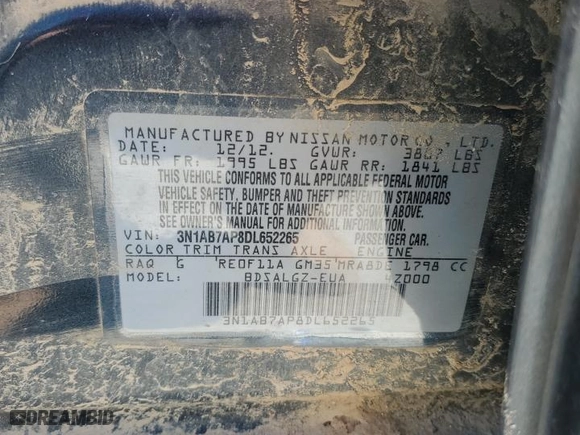 MANUFACTURED BY NISSAN MOTOR CO., LTD.
DATE: 12/12. GVWR: 3807 LBS
GAWR FR: 1995 LBS GAWR RR: 1841 LBS
THIS VEHICLE CONFORMS TO ALL APPLICABLE FEDERAL MOTOR
VEHICLE SAFETY, BUMPER AND THEFT PREVENTION STANDARDS
IN EFFECT ON THE DATE OF MANUFACTURE SHOWN ABOVE.
SEE OWNER'S MANUAL FOR LOADING INFORMATION.
VIN: 3N1AB7AP8DL652265 PASSENGER CAR.
COLOR TRIM TRANS AXLE ENGINE
RAQ G RE0F11A GM35 MRA8DE 1798 CC
BDSALGZ-EUA 4Z000
3N1AB7AP8DL652265
DREAMBID